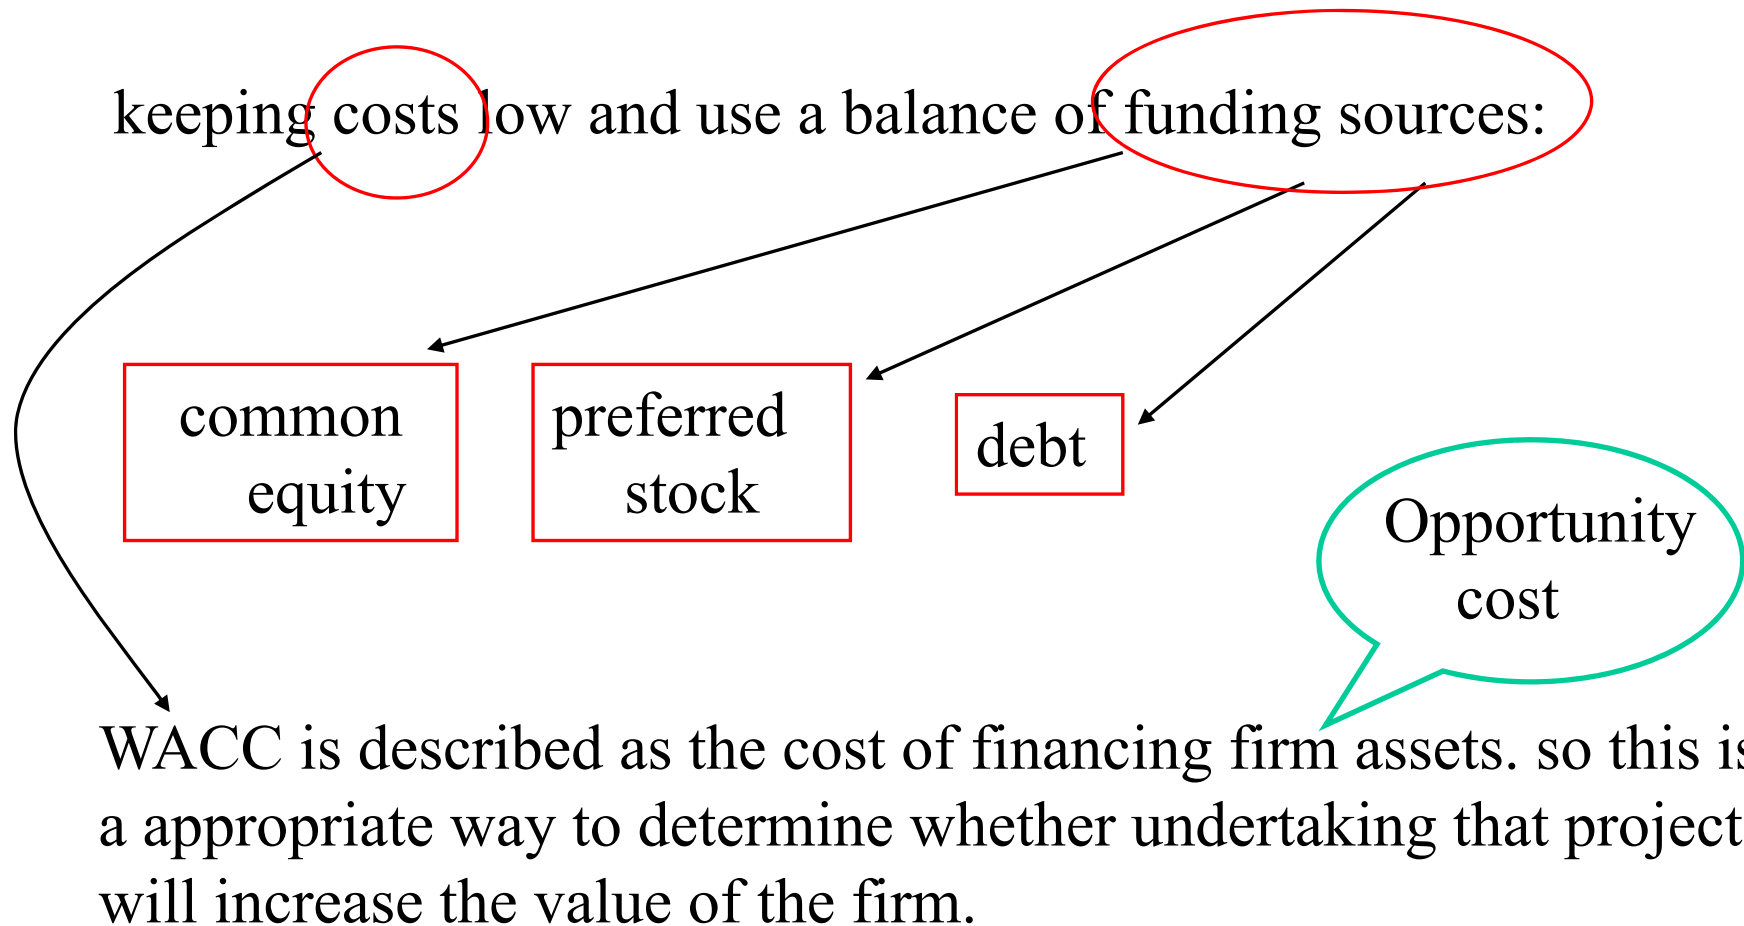 keeping costs low and use a balance of funding sources:
common
equity
preferred
stock
debt
Opportunity
cost
WACC is described as the cost of financing firm assets. so this is
a appropriate way to determine whether undertaking that project
will increase the value of the firm.